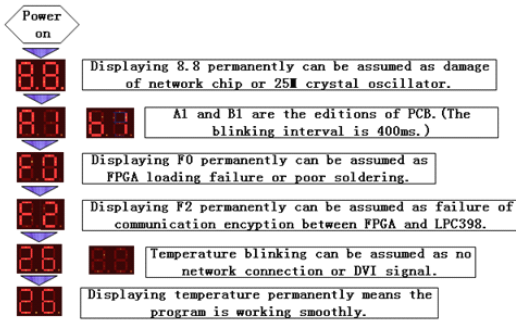 Power
on
8.8.
Displaying 8.8 permanently can be assumed as damage
of network chip or 25M crystal oscillator.
A.1 b.1
A1 and B1 are the editions of PCB.(The
blinking interval is 400ms.)
F.0
Displaying F0 permanently can be assumed as
FPGA loading failure or poor soldering.
F.2
Displaying F2 permanently can be assumed as failure of
communication encyption between FPGA and LPC398.
2.6.
Temperature blinking can be assumed as no
network connection or DVI signal.
2.6.
Displaying temperature permanently means the
program is working smoothly.